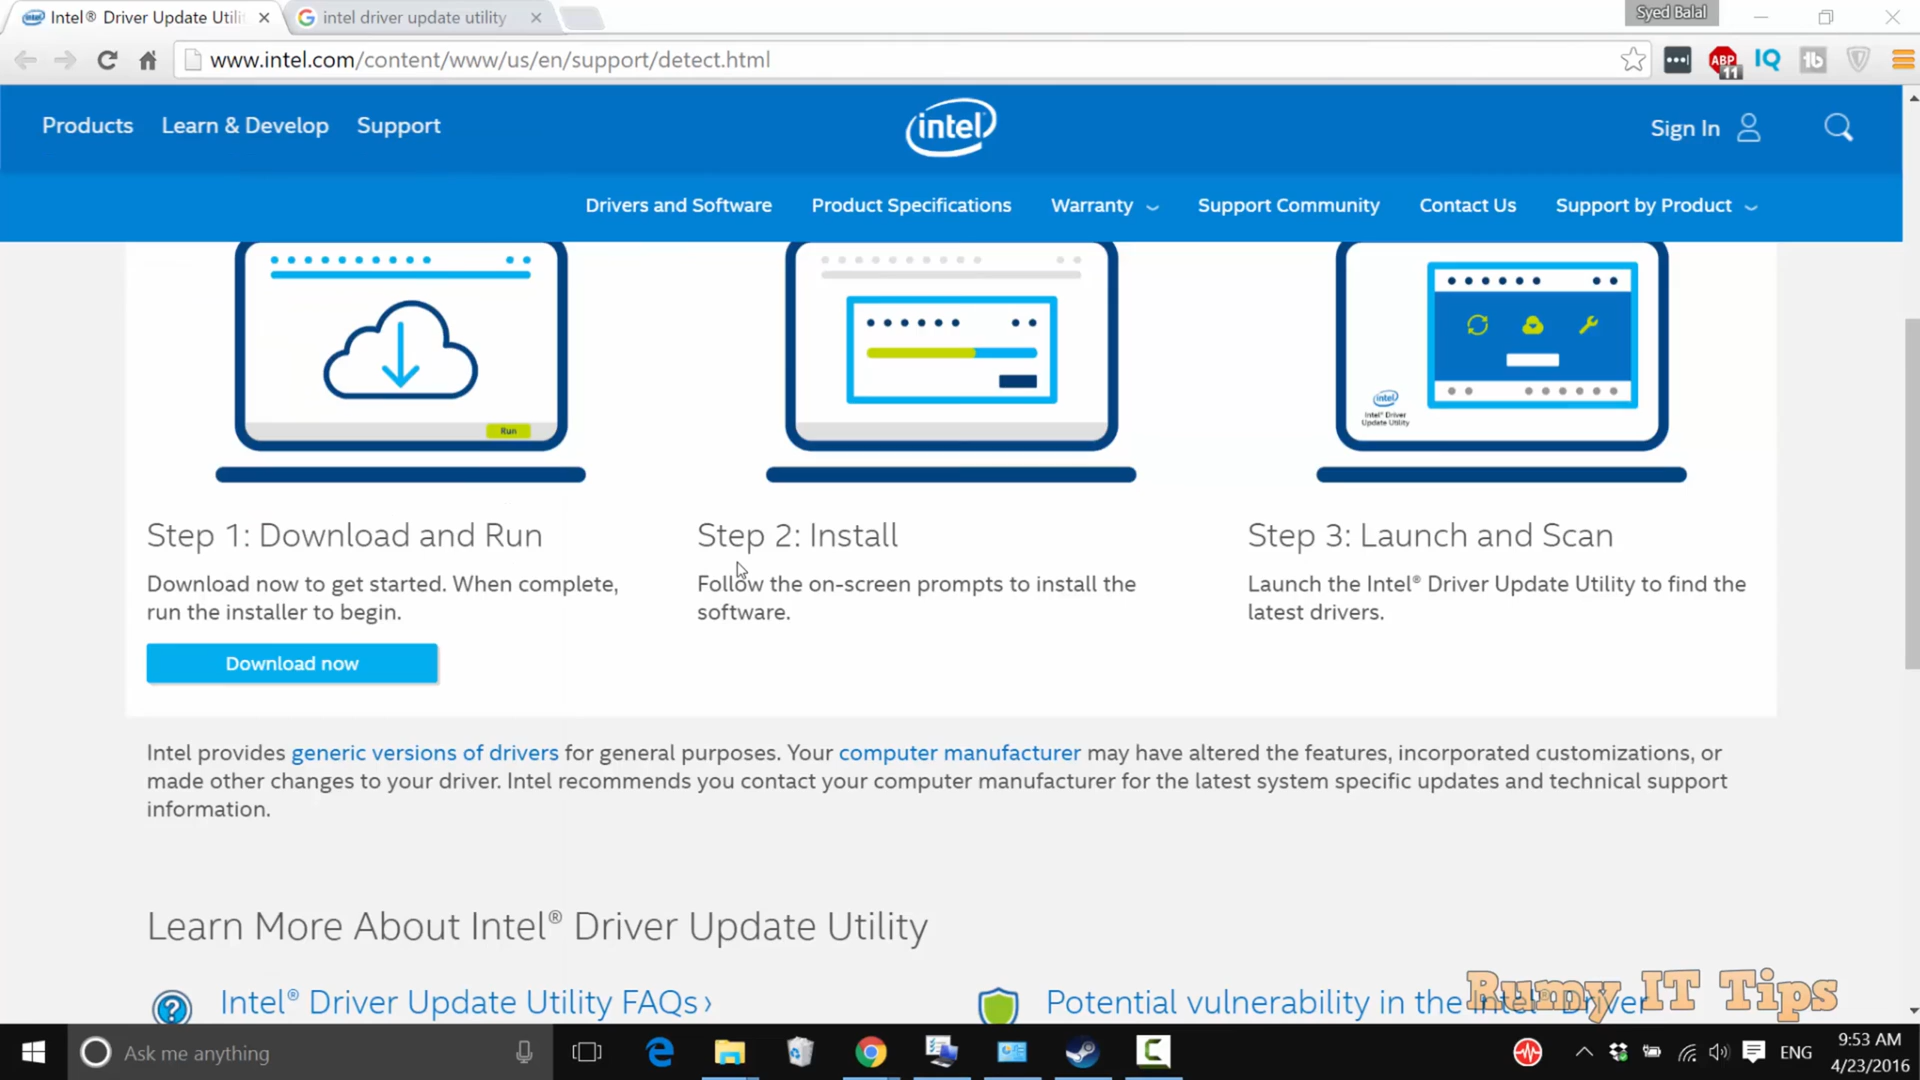 Intel® Driver Update Utili
intel driver update utility
Syed Balal
www.intel.com/content/www/us/en/support/detect.html
ABP
11
IQ
Products
Learn & Develop
Support
intel
Sign In
Drivers and Software
Product Specifications
Warranty
Support Community
Contact Us
Support by Product
Run
intel
Intel® Driver
Update Utility
Step 1: Download and Run
Download now to get started. When complete,
run the installer to begin.
Download now
Step 2: Install
Follow the on-screen prompts to install the
software.
Step 3: Launch and Scan
Launch the Intel® Driver Update Utility to find the
latest drivers.
Intel provides generic versions of drivers for general purposes. Your computer manufacturer may have altered the features, incorporated customizations, or
made other changes to your driver. Intel recommends you contact your computer manufacturer for the latest system specific updates and technical support
information.
Learn More About Intel® Driver Update Utility
Intel® Driver Update Utility FAQs ›
Potential vulnerability in the Intel® Driver
Rumy IT Tips
Ask me anything
ENG
9:53 AM
4/23/2016